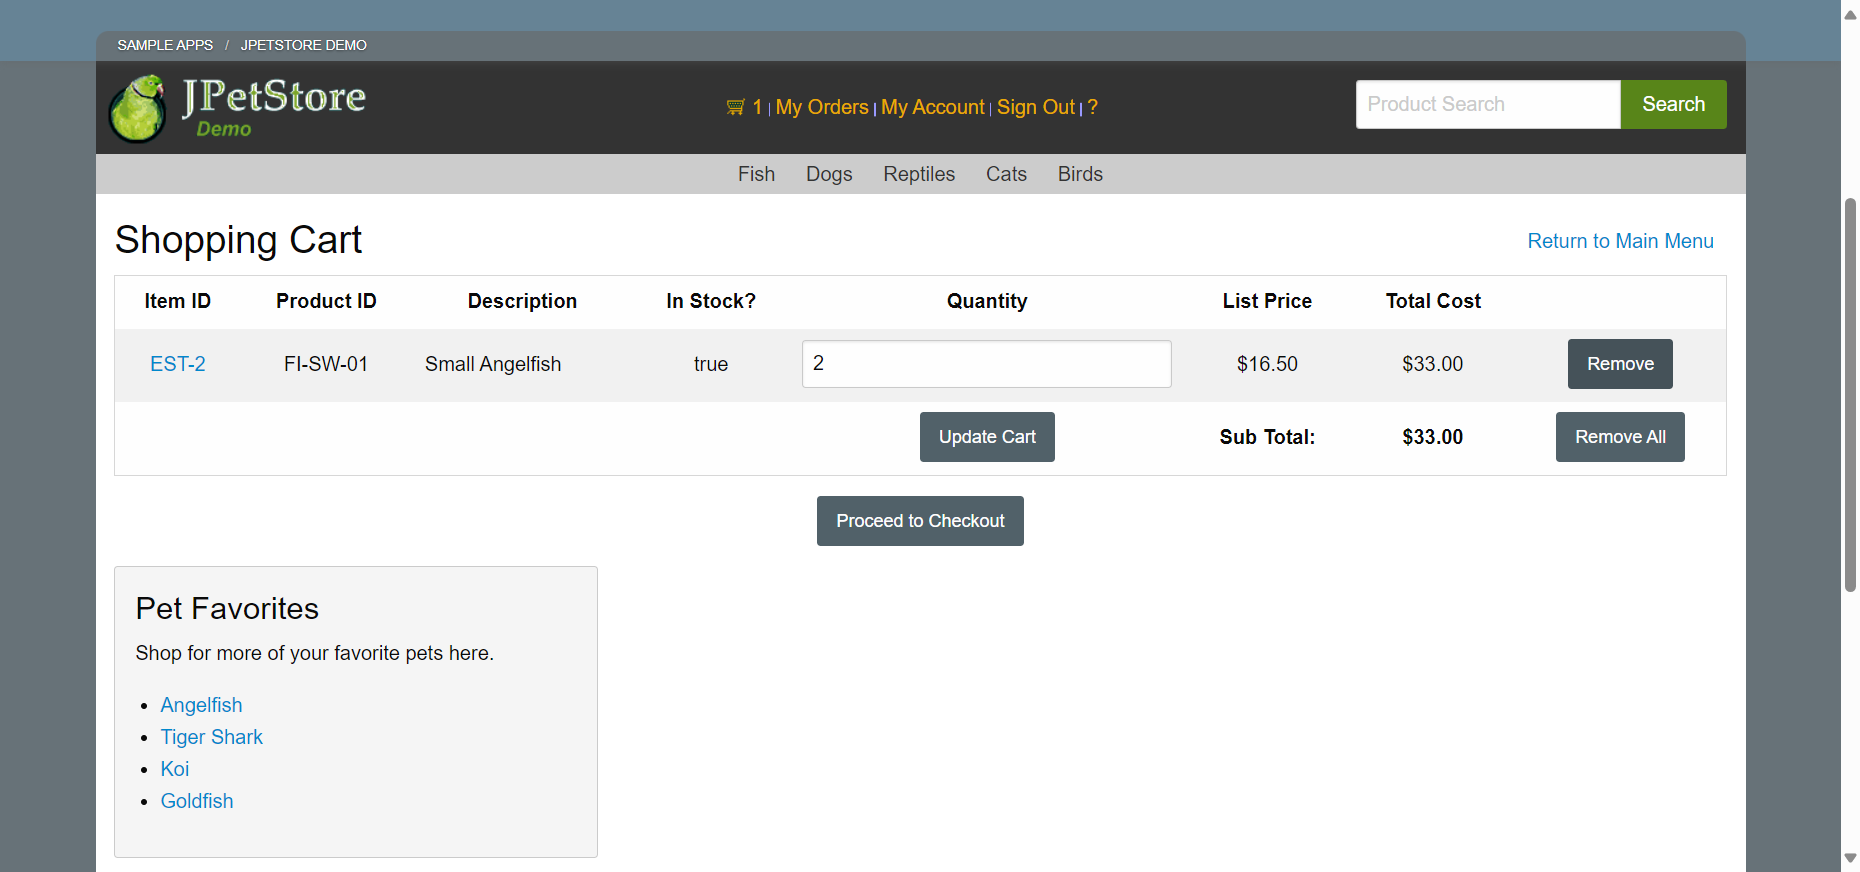 SAMPLE APPS / JPETSTORE DEMO
JPetStore
Demo
1 | My Orders | My Account | Sign Out | ?
Product Search
Search
Fish Dogs Reptiles Cats Birds
Shopping Cart
Return to Main Menu
Item ID Product ID Description In Stock? Quantity List Price Total Cost
EST-2 FI-SW-01 Small Angelfish true 2 $16.50 $33.00 Remove
Update Cart Sub Total: $33.00 Remove All
Proceed to Checkout
Pet Favorites
Shop for more of your favorite pets here.
Angelfish
Tiger Shark
Koi
Goldfish